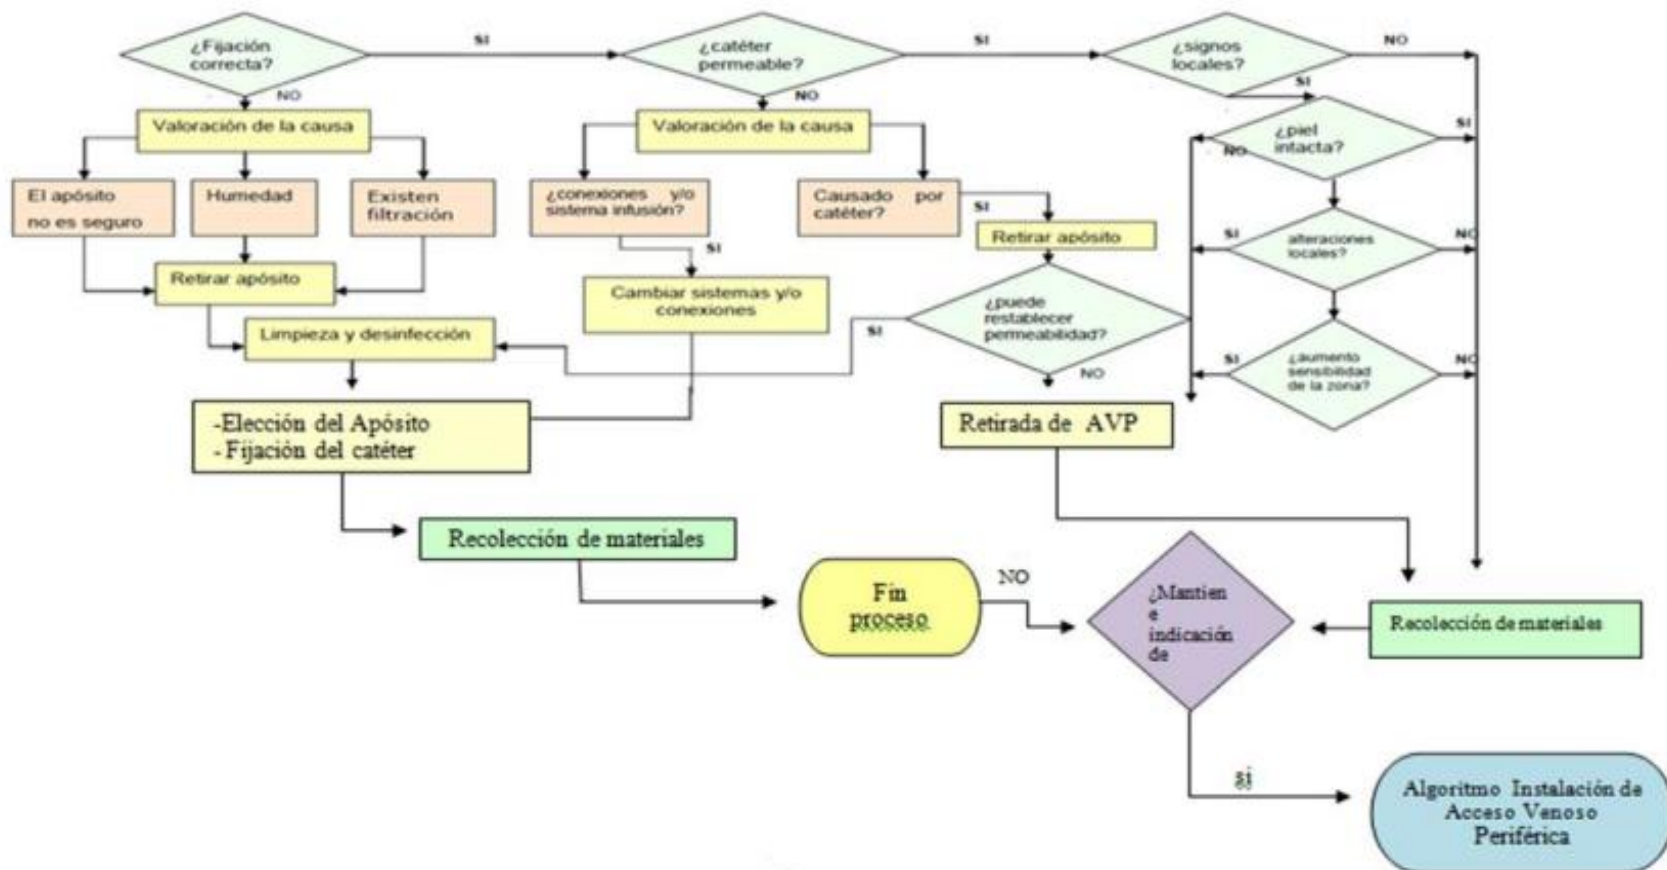 ¿Fijación
correcta?
SI
¿catéter
permeable?
SI
¿signos
locales?
NO
NO
NO
SI
Valoración de la causa
Valoración de la causa
¿piel
intacta?
SI
NO
El apósito
no es seguro
Humedad
Existen
filtración
¿conexiones y/o
sistema infusión?
Causado por
catéter?
SI
Retirar apósito
SI
SI
alteraciones
locales?
NO
Retirar apósito
Cambiar sistemas y/o
conexiones
¿puede
restablecer
permeabilidad?
SI
NO
Limpieza y desinfección
SI
¿aumento
sensibilidad
de la zona?
NO
-Elección del Apósito
- Fijación del catéter
Retirada de AVP
Recolección de materiales
Fin
proceso
NO
¿Mantien
e
indicación
de
Recolección de materiales
si
Algoritmo Instalación de
Acceso Venoso
Periférica